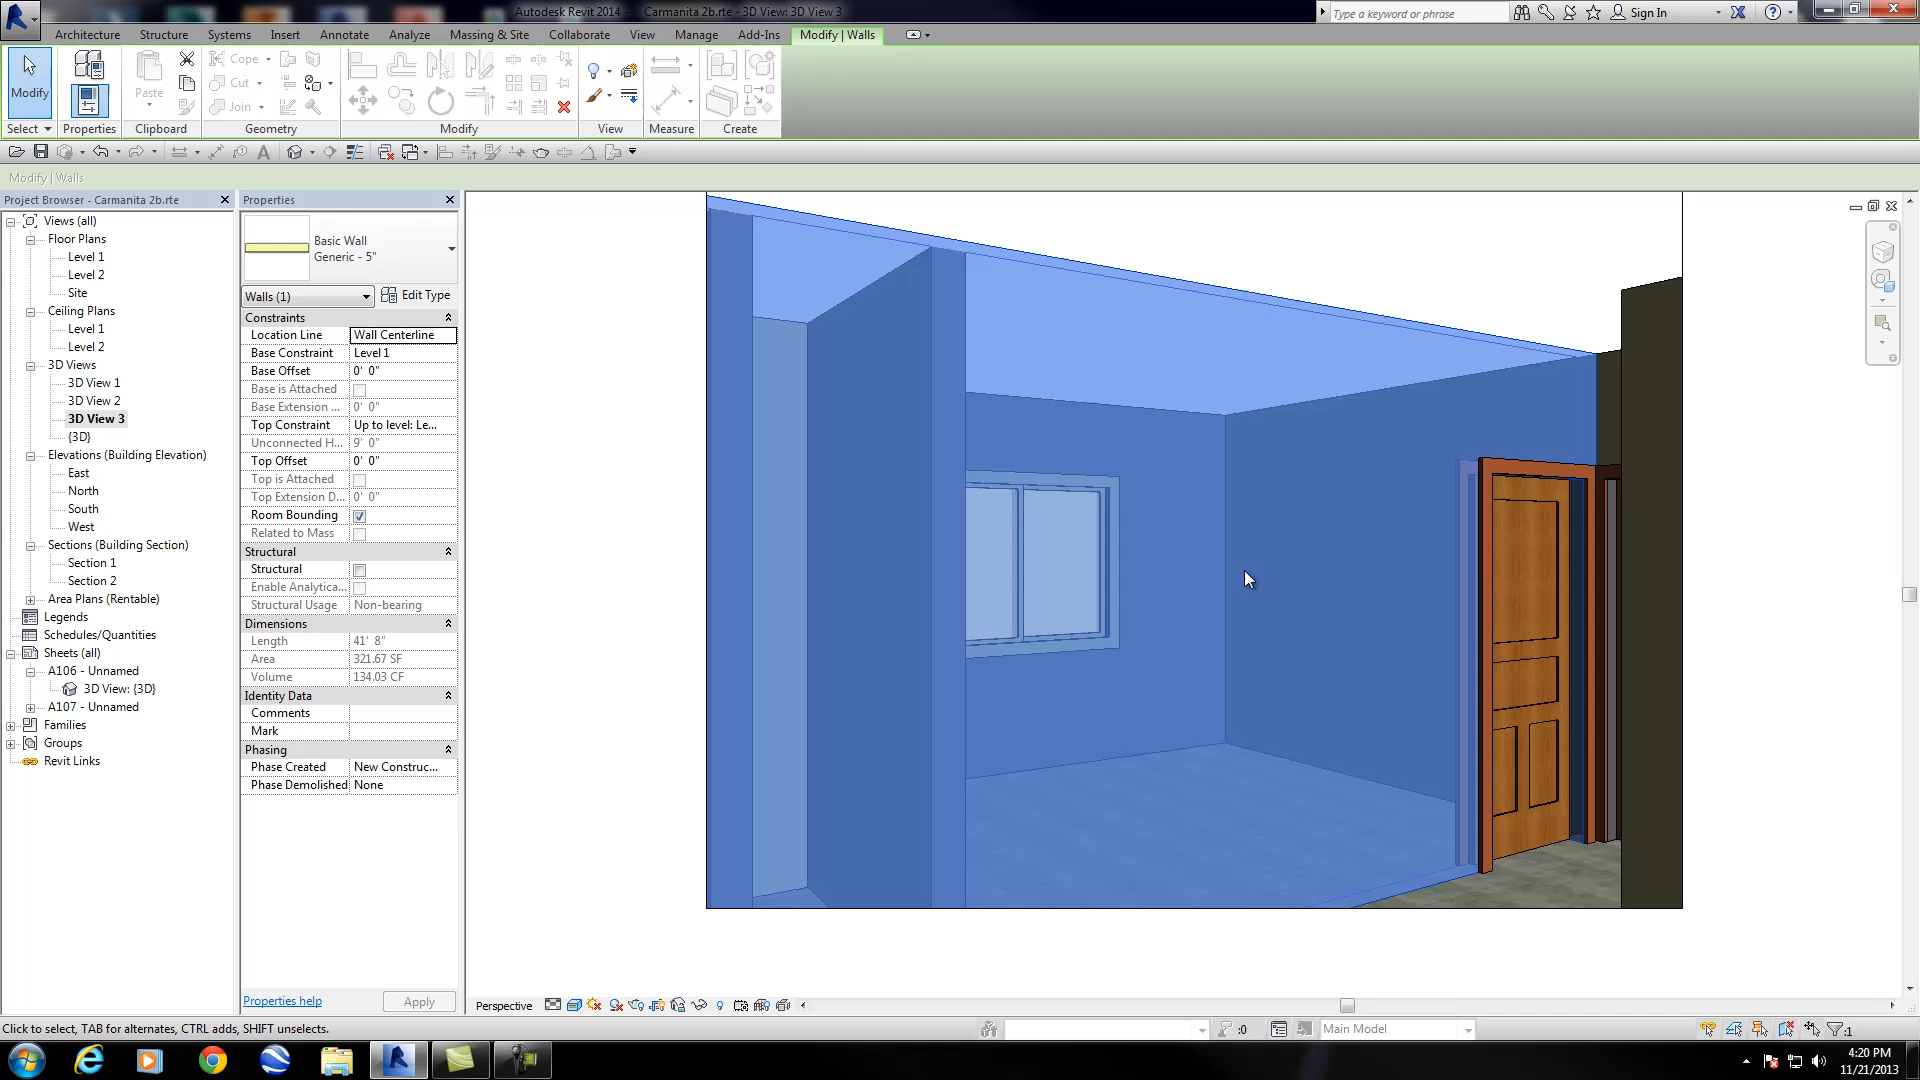 Autodesk Revit 2014 - Carmanita 2b.rte - 3D View: 3D View 3
Type a keyword or phrase
Sign In
Architecture Structure Systems Insert Annotate Analyze Massing & Site Collaborate View Manage Add-Ins Modify | Walls
Modify
Paste
Cope
Cut
Join
Select Properties Clipboard Geometry Modify View Measure Create
Modify | Walls
Project Browser - Carmanita 2b.rte
Views (all)
Floor Plans
Level 1
Level 2
Site
Ceiling Plans
Level 1
Level 2
3D Views
3D View 1
3D View 2
3D View 3
{3D}
Elevations (Building Elevation)
East
North
South
West
Sections (Building Section)
Section 1
Section 2
Area Plans (Rentable)
Legends
Schedules/Quantities
Sheets (all)
A106 - Unnamed
3D View: {3D}
A107 - Unnamed
Families
Groups
Revit Links
Properties
Basic Wall
Generic - 5"
Walls (1) Edit Type
Constraints
Location Line Wall Centerline
Base Constraint Level 1
Base Offset 0' 0"
Base is Attached
Base Extension ... 0' 0"
Top Constraint Up to level: Le...
Unconnected H... 9' 0"
Top Offset 0' 0"
Top is Attached
Top Extension D... 0' 0"
Room Bounding
Related to Mass
Structural
Structural
Enable Analytica...
Structural Usage Non-bearing
Dimensions
Length 41' 8"
Area 321.67 SF
Volume 134.03 CF
Identity Data
Comments
Mark
Phasing
Phase Created New Construc...
Phase Demolished None
Properties help Apply
Perspective
Click to select, TAB for alternates, CTRL adds, SHIFT unselects.
:0
Main Model
:1
4:20 PM
11/21/2013